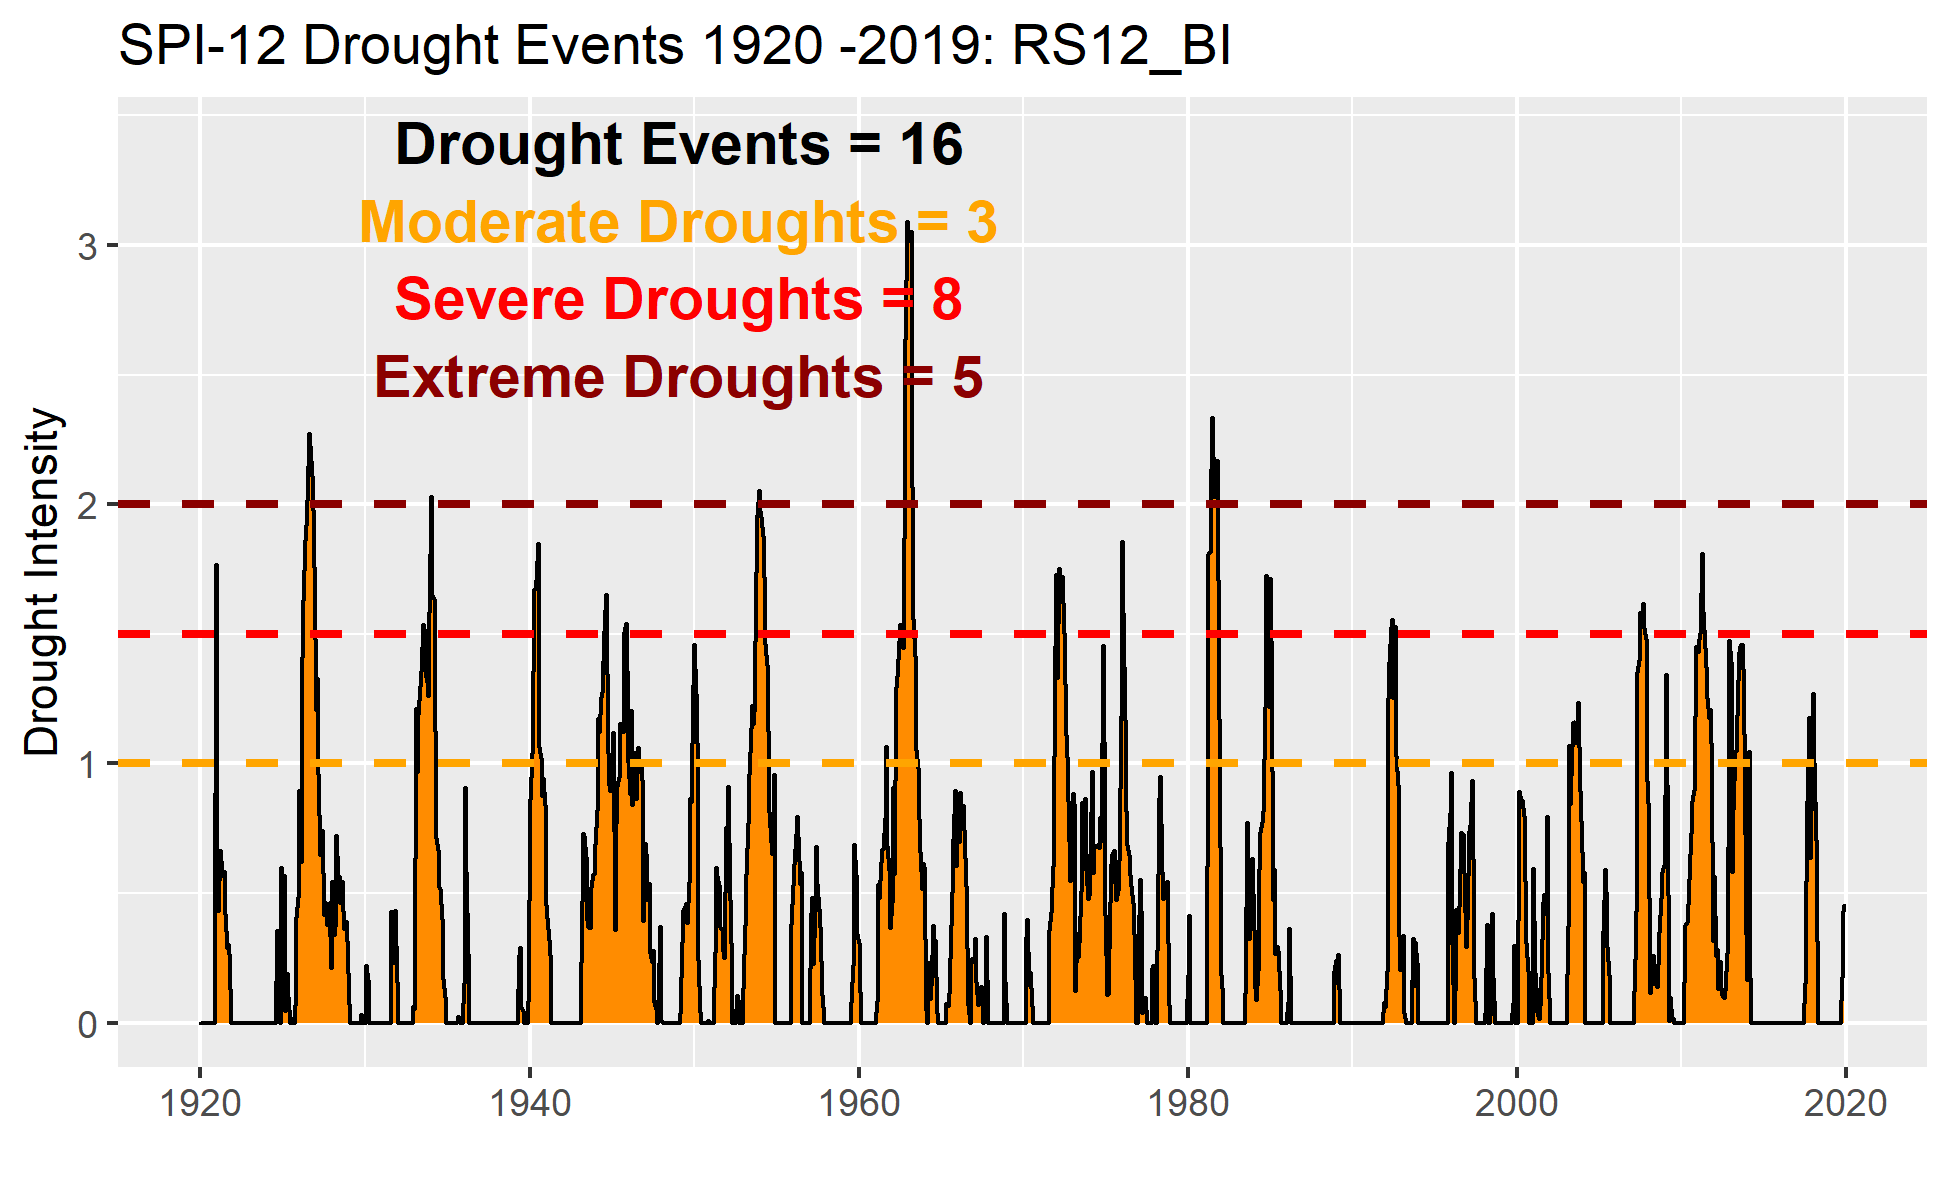 SPI-12 Drought Events 1920 -2019: RS12_BI
Drought Events = 16
Moderate Droughts = 3
Severe Droughts = 8
Extreme Droughts = 5
Drought Intensity
3
2
1
0
1920 1940 1960 1980 2000 2020